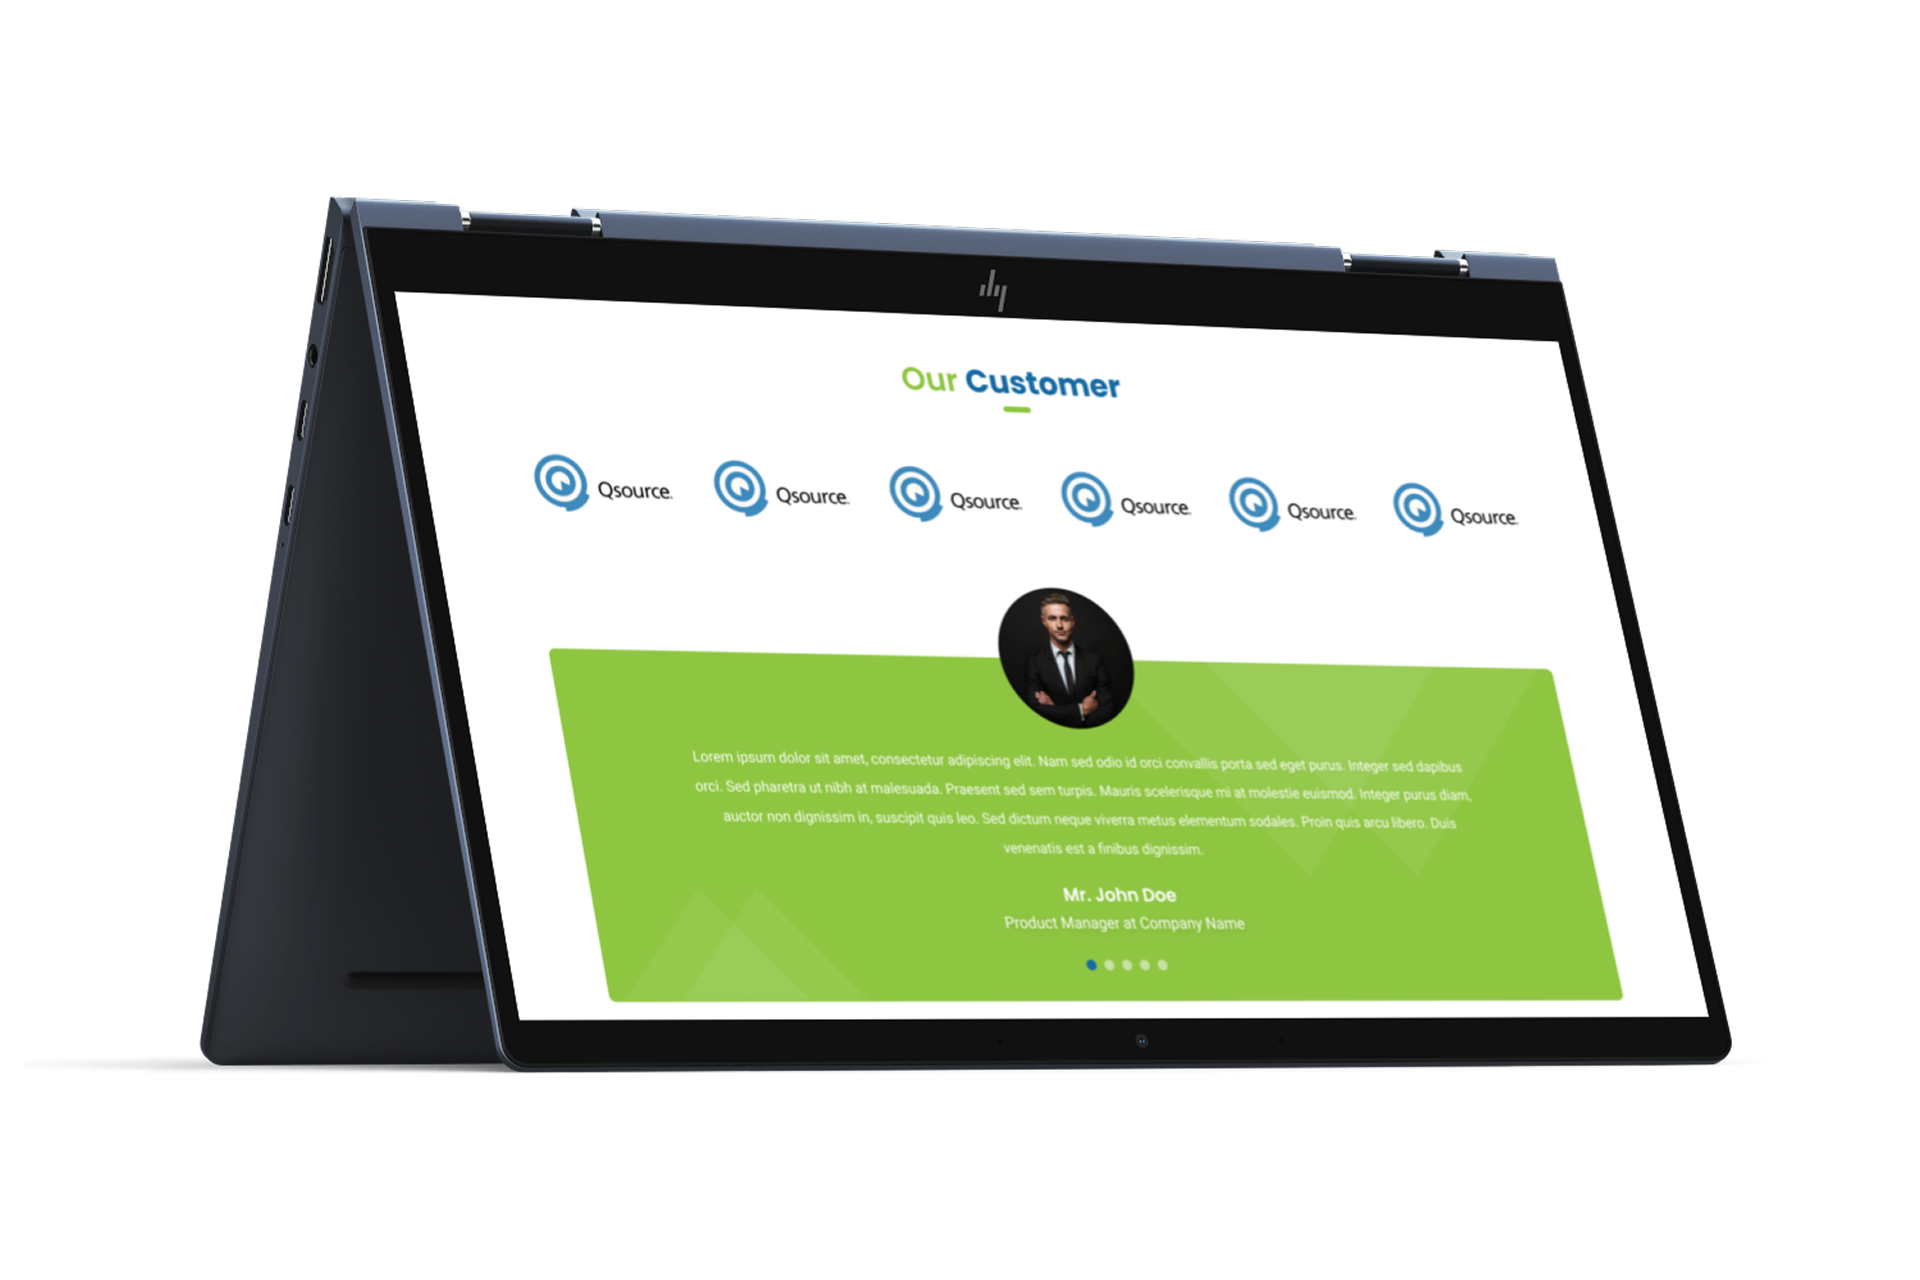 hp
Our Customer
Qsource. Qsource. Qsource. Qsource. Qsource. Qsource.
Lorem ipsum dolor sit amet, consectetur adipiscing elit. Nam sed odio id orci convallis porta sed eget purus. Integer sed dapibus
orci. Sed pharetra ut nibh at malesuada. Praesent sed sem turpis. Mauris scelerisque mi at molestie euismod. Integer purus diam,
auctor non dignissim in, suscipit quis leo. Sed dictum neque viverra metus elementum sodales. Proin quis arcu libero. Duis
venenatis est a finibus dignissim.
Mr. John Doe
Product Manager at Company Name